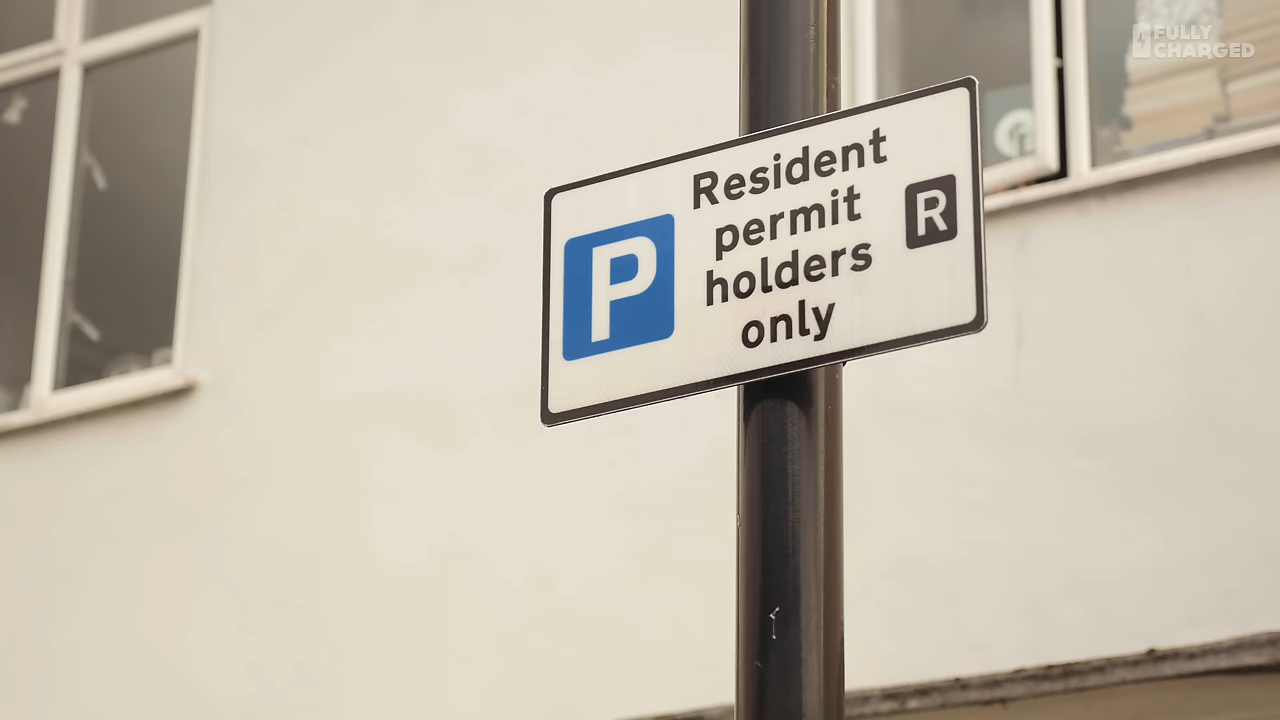 FULLY
CHARGED
P
Resident
permit
holders
only
R